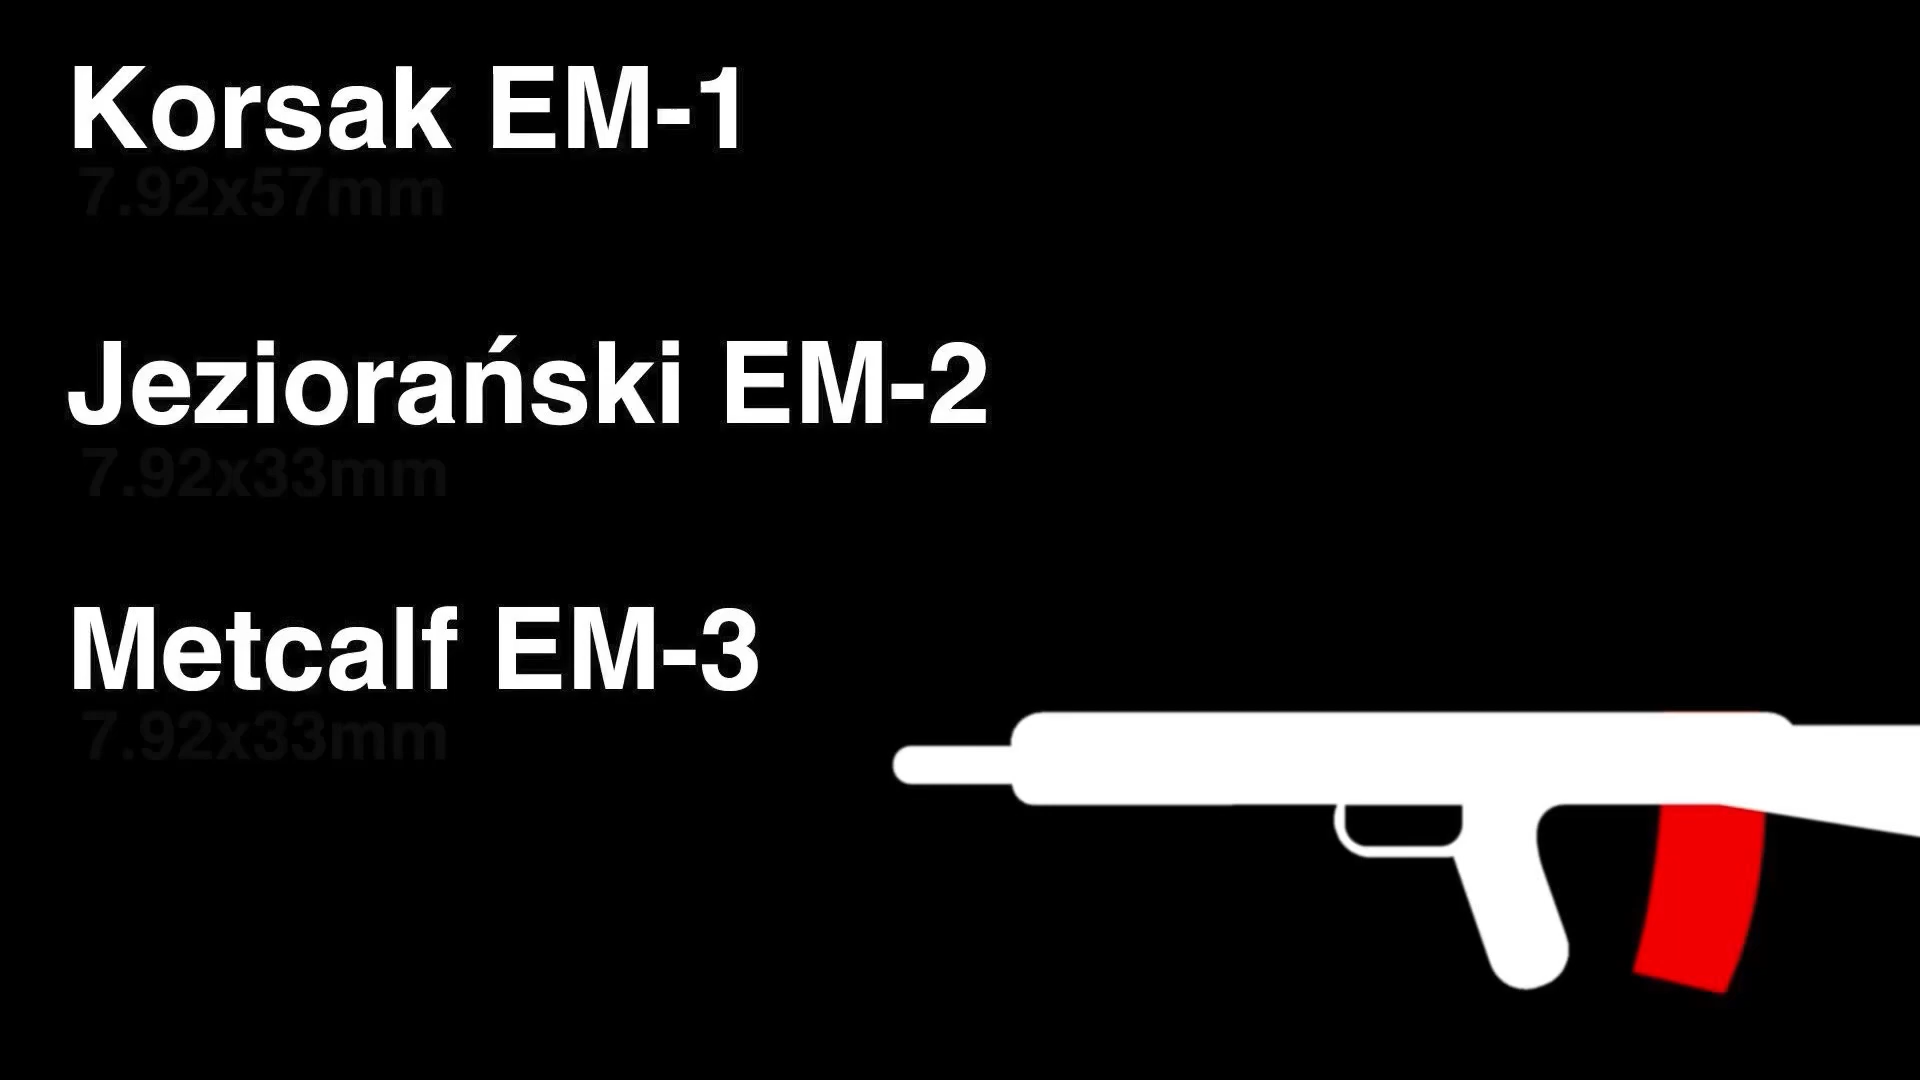 Korsak EM-1
7.92x57mm
Jeziorański EM-2
7.92x33mm
Metcalf EM-3
7.92x33mm